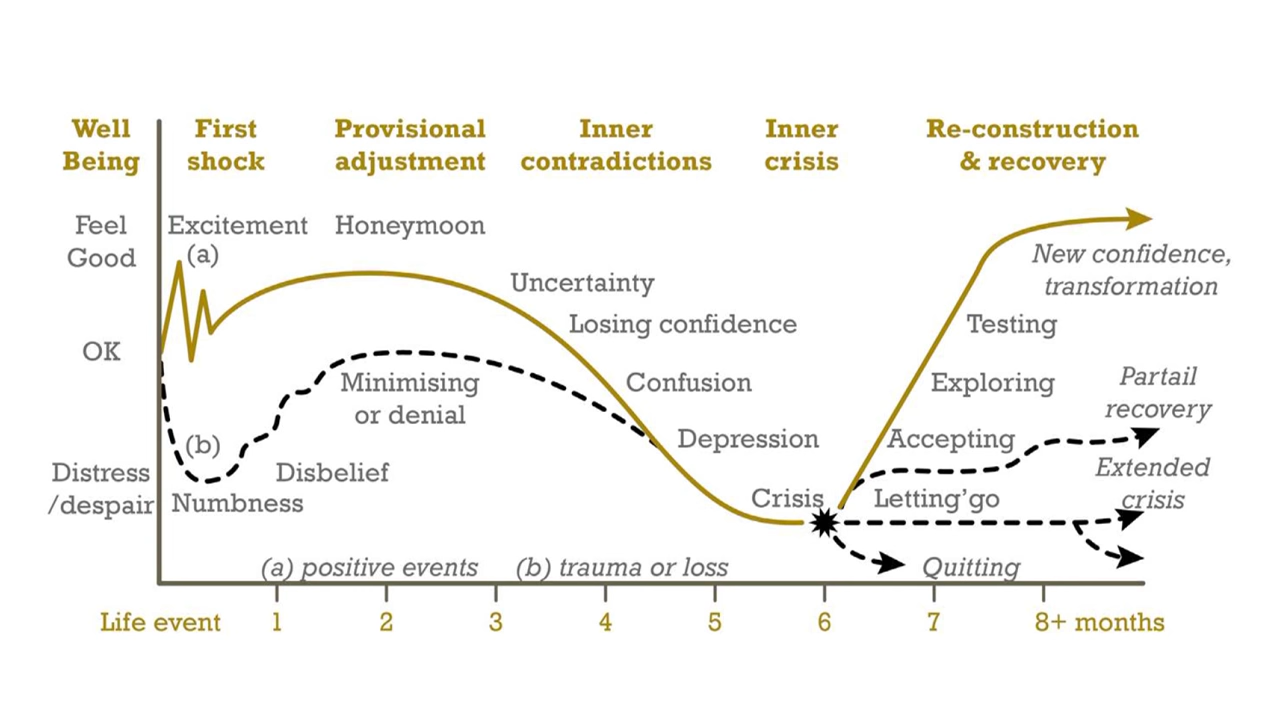 Well
Being
First
shock
Provisional
adjustment
Inner
contradictions
Inner
crisis
Re-construction
& recovery
Feel
Good
Excitement
(a)
Honeymoon
Uncertainty
Losing confidence
Confusion
Depression
Crisis
OK
Minimising
or denial
Distress
/despair
(b)
Numbness
Disbelief
New confidence,
transformation
Testing
Exploring
Accepting
Letting'go
Partail
recovery
Extended
crisis
Quitting
(a) positive events
(b) trauma or loss
Life event
1
2
3
4
5
6
7
8+ months